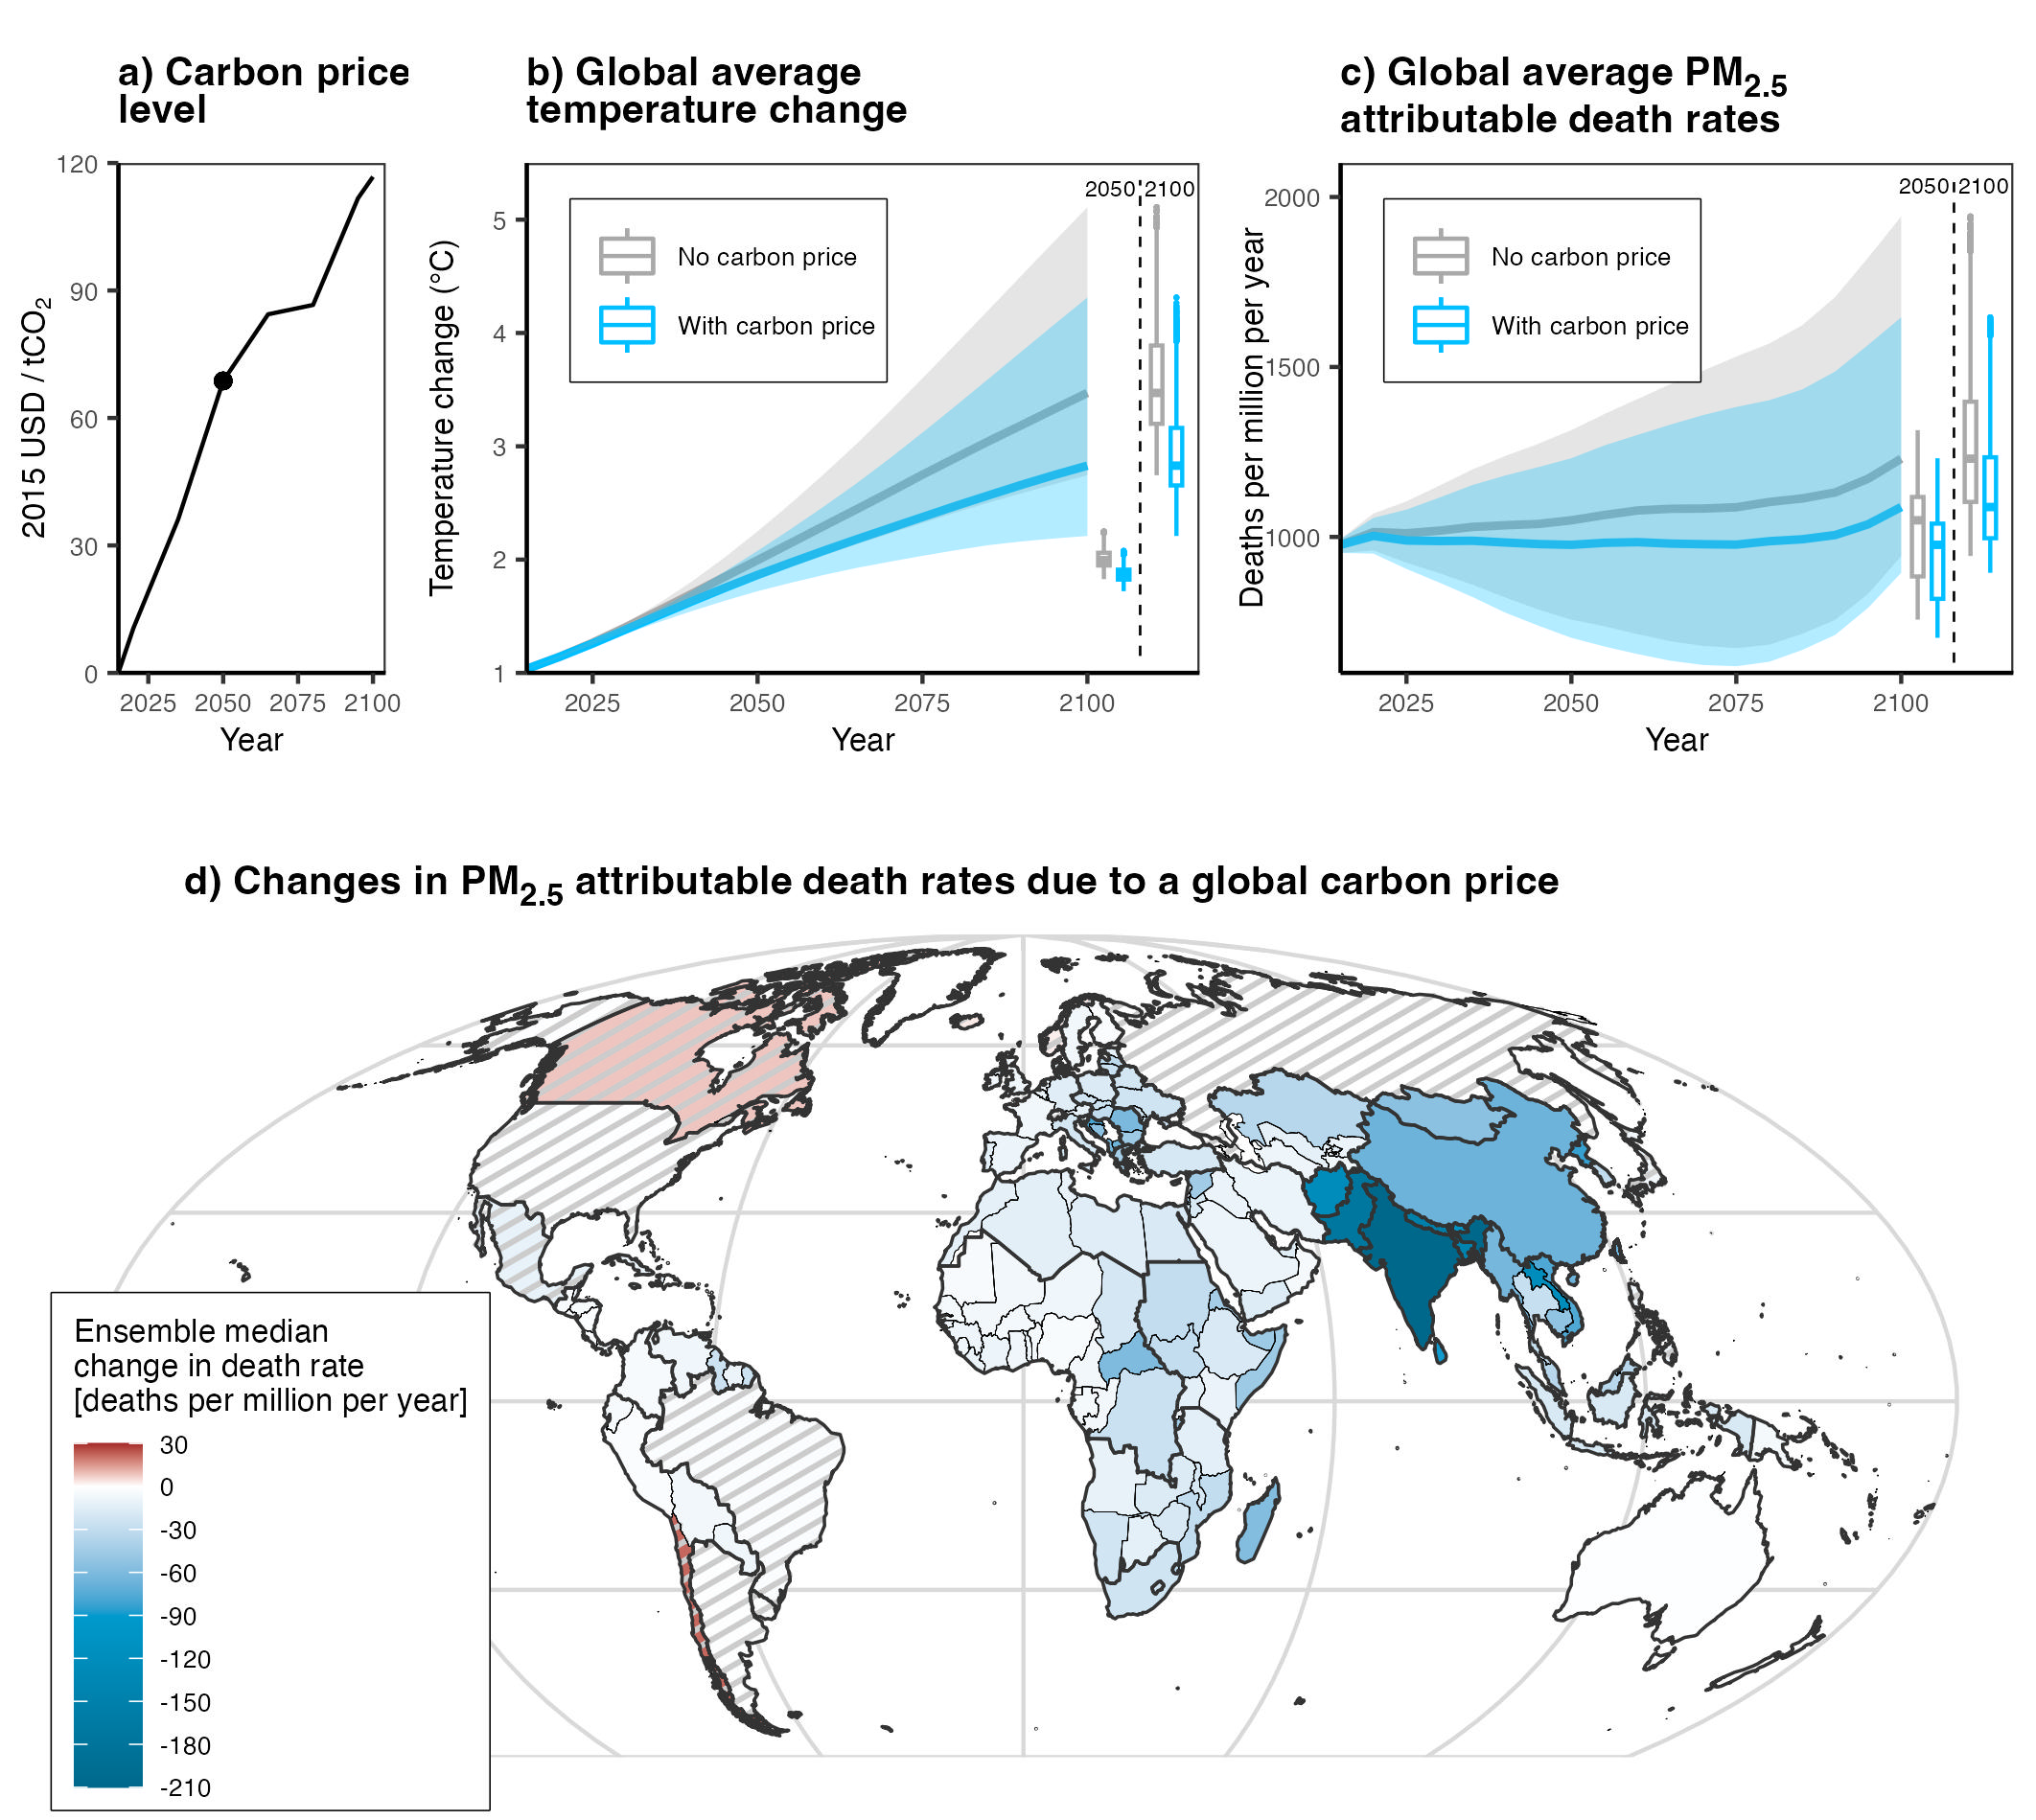 a) Carbon price
level
120
90
60
30
0
2015 USD / tCO2
2025 2050 2075 2100
Year
b) Global average
temperature change
5
4
3
2
1
Temperature change (°C)
No carbon price
With carbon price
2050 2100
2025 2050 2075 2100
Year
c) Global average PM2.5
attributable death rates
2000
1500
1000
Deaths per million per year
No carbon price
With carbon price
2050 2100
2025 2050 2075 2100
Year
d) Changes in PM2.5 attributable death rates due to a global carbon price
Ensemble median
change in death rate
[deaths per million per year]
30
0
-30
-60
-90
-120
-150
-180
-210